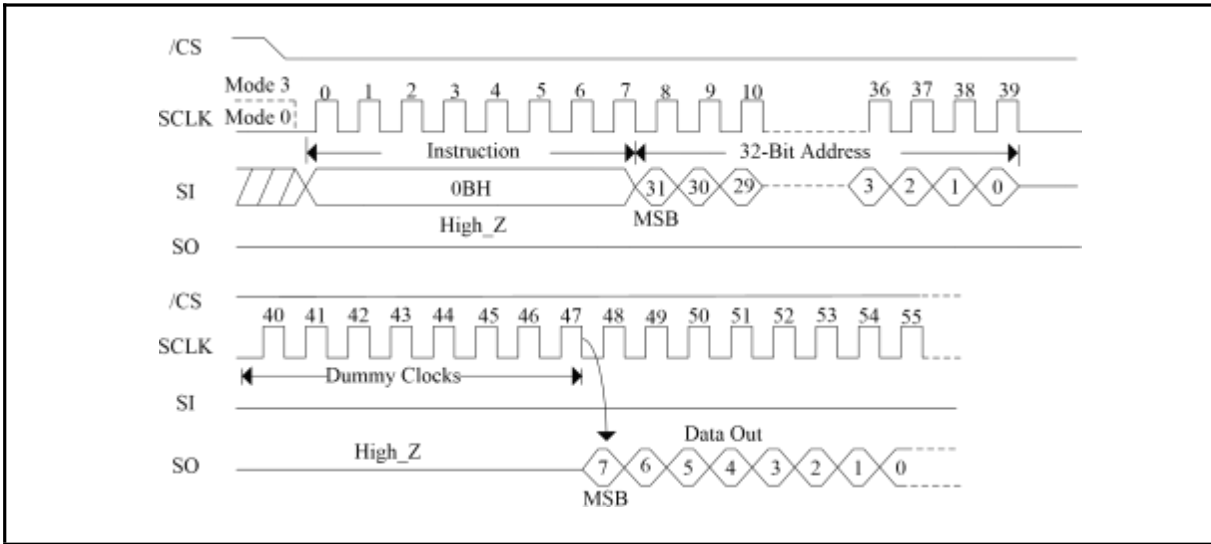 /CS
Mode 3
0 1 2 3 4 5 6 7 8 9 10 36 37 38 39
SCLK Mode 0
Instruction 32-Bit Address
SI 0BH 31 30 29 3 2 1 0
High_Z MSB
SO
/CS
40 41 42 43 44 45 46 47 48 49 50 51 52 53 54 55
SCLK
Dummy Clocks
SI
Data Out
SO High_Z 7 6 5 4 3 2 1 0
MSB